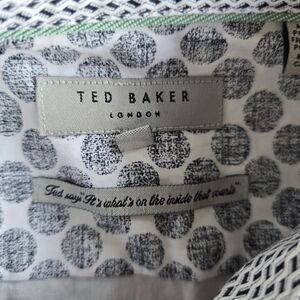 TED BAKER
LONDON
Ted says "It's what's on the inside that counts"